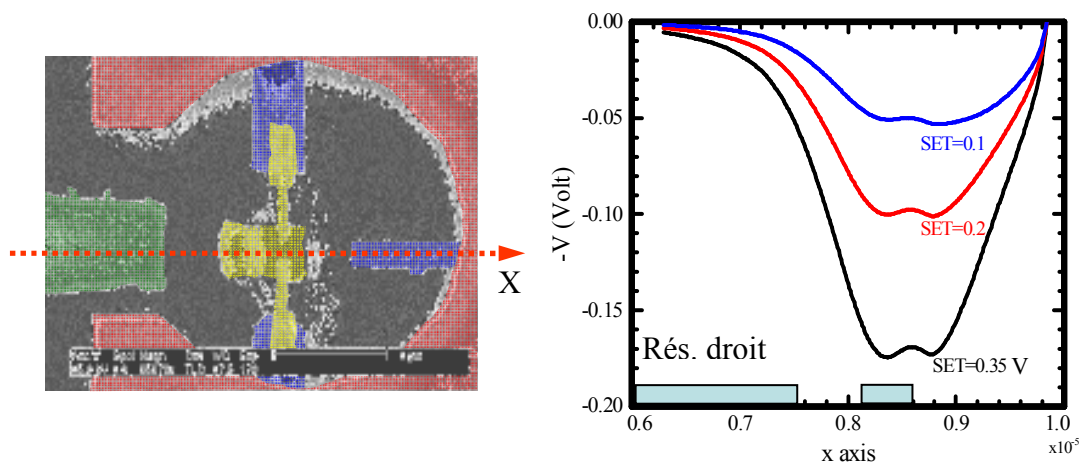 X
-V (Volt)
0.00
-0.05
-0.10
-0.15
-0.20
SET=0.1
SET=0.2
SET=0.35 V
Rés. droit
0.6 0.7 0.8 0.9 1.0
x10⁻⁵
x axis